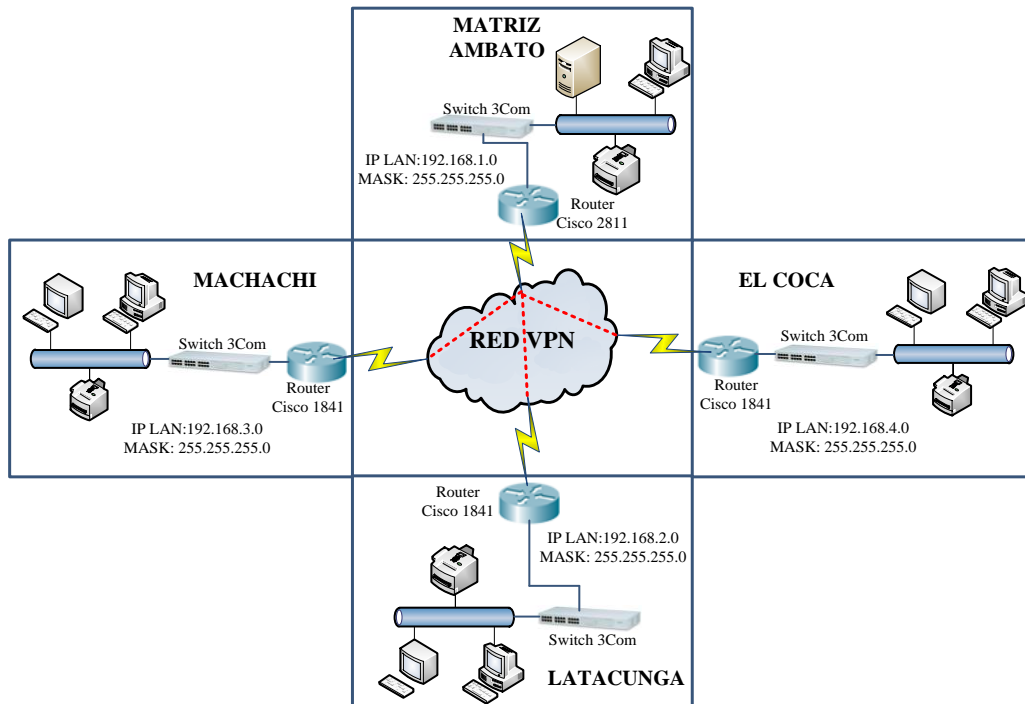 MATRIZ
AMBATO
Switch 3Com
IP LAN:192.168.1.0
MASK: 255.255.255.0
Router
Cisco 2811
MACHACHI
Switch 3Com
Router
Cisco 1841
IP LAN:192.168.3.0
MASK: 255.255.255.0
RED VPN
EL COCA
Switch 3Com
Router
Cisco 1841
IP LAN:192.168.4.0
MASK: 255.255.255.0
Router
Cisco 1841
IP LAN:192.168.2.0
MASK: 255.255.255.0
Switch 3Com
LATACUNGA